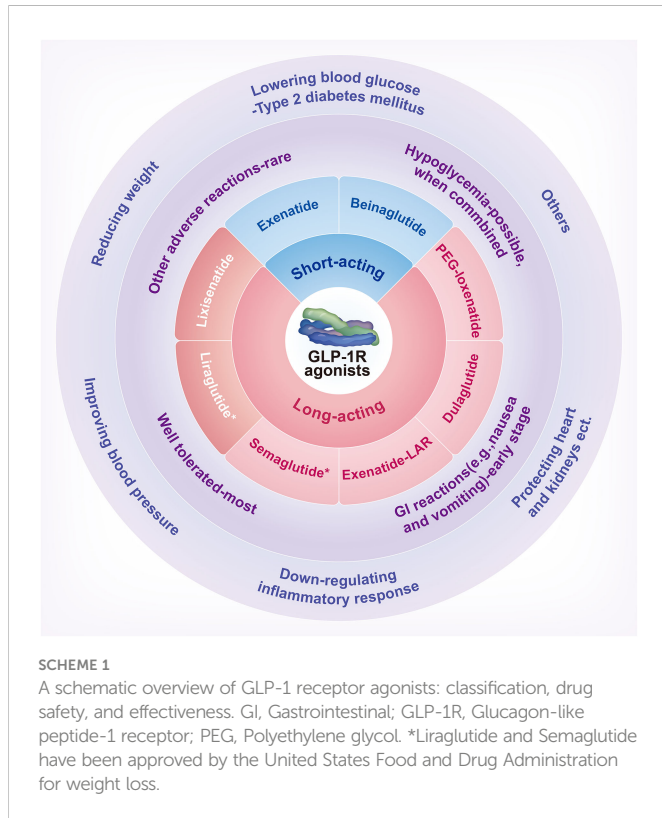 Lowering blood glucose
-Type 2 diabetes mellitus
Others
Protecting heart
and kidneys ect.
Down-regulating
inflammatory response
Improving blood pressure
Reducing weight
Other adverse reactions-rare
Hypoglycemia-possible,
when commbined
GI reactions(e.g.,nausea
and vomiting)-early stage
Well tolerated-most
Exenatide
Beinaglutide
PEG-loxenatide
Dulaglutide
Exenatide-LAR
Semaglutide*
Liraglutide*
Lixisenatide
Short-acting
GLP-1R
agonists
Long-acting
SCHEME 1
A schematic overview of GLP-1 receptor agonists: classification, drug
safety, and effectiveness. GI, Gastrointestinal; GLP-1R, Glucagon-like
peptide-1 receptor; PEG, Polyethylene glycol. *Liraglutide and Semaglutide
have been approved by the United States Food and Drug Administration
for weight loss.